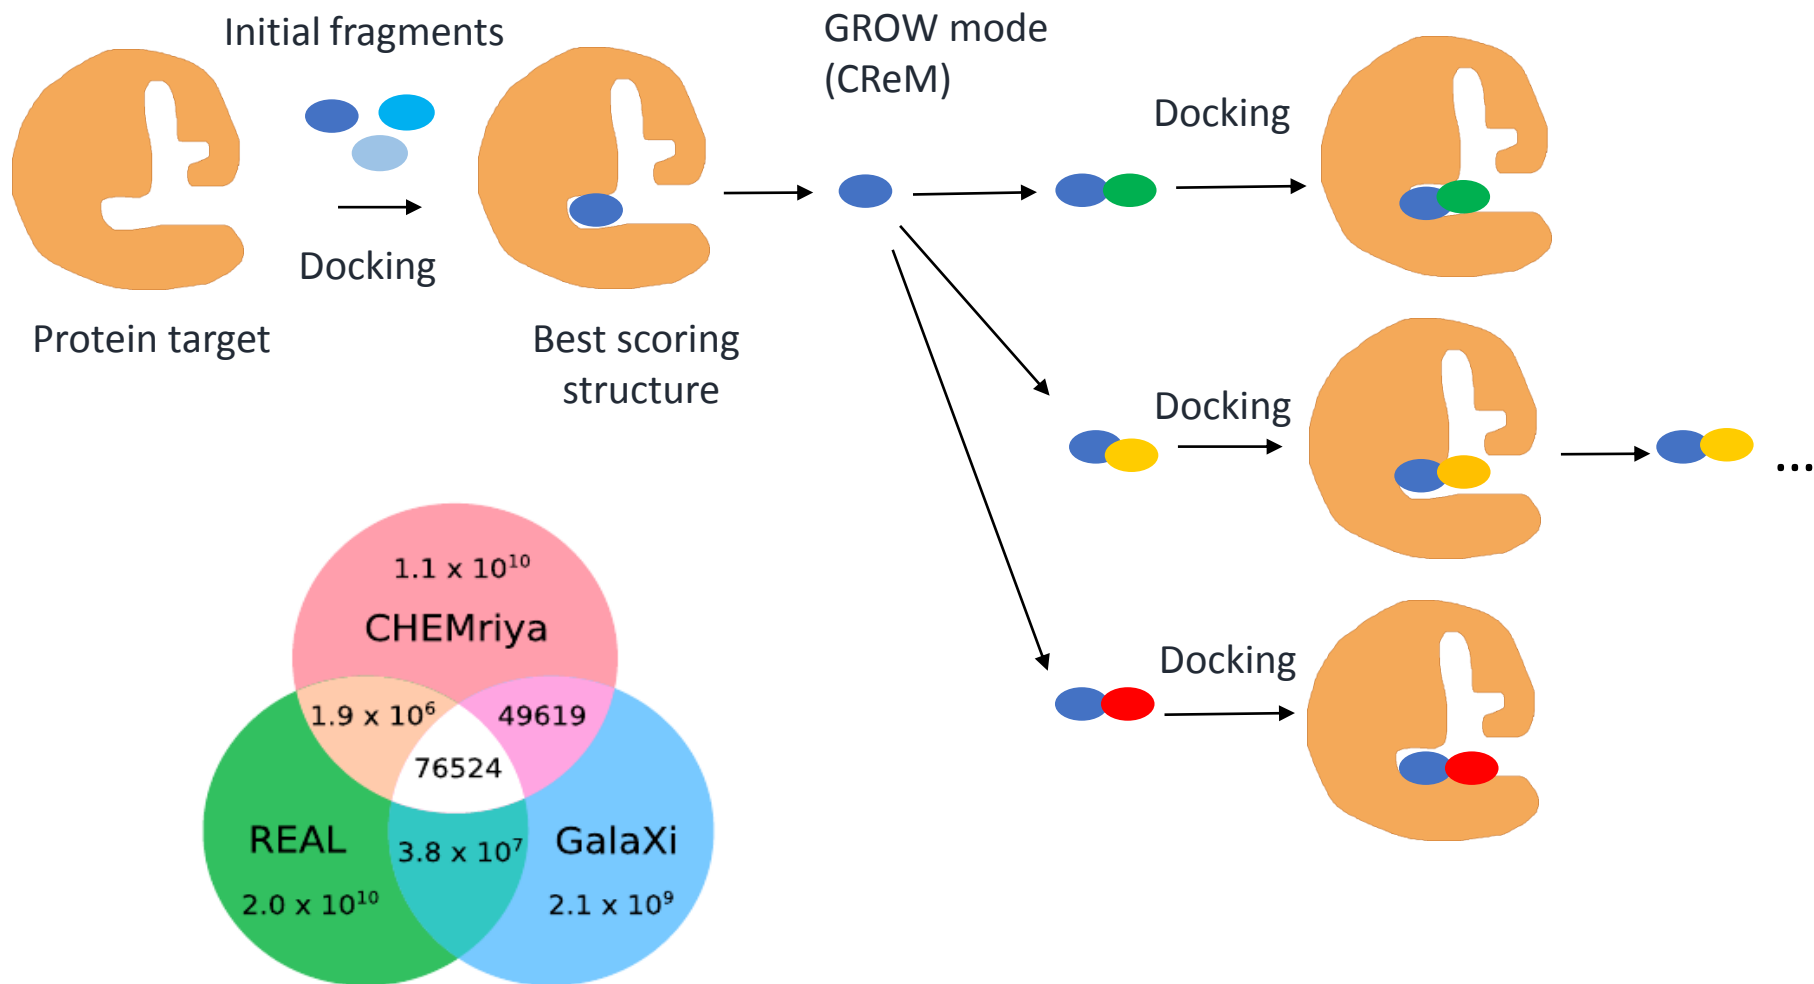 Initial fragments
GROW mode
(CReM)
Docking
Docking
Protein target
Best scoring
structure
Docking
...
Docking
1.1 x 10¹⁰
CHEMriya
1.9 x 10⁶
49619
76524
REAL
3.8 x 10⁷
GalaXi
2.0 x 10¹⁰
2.1 x 10⁹